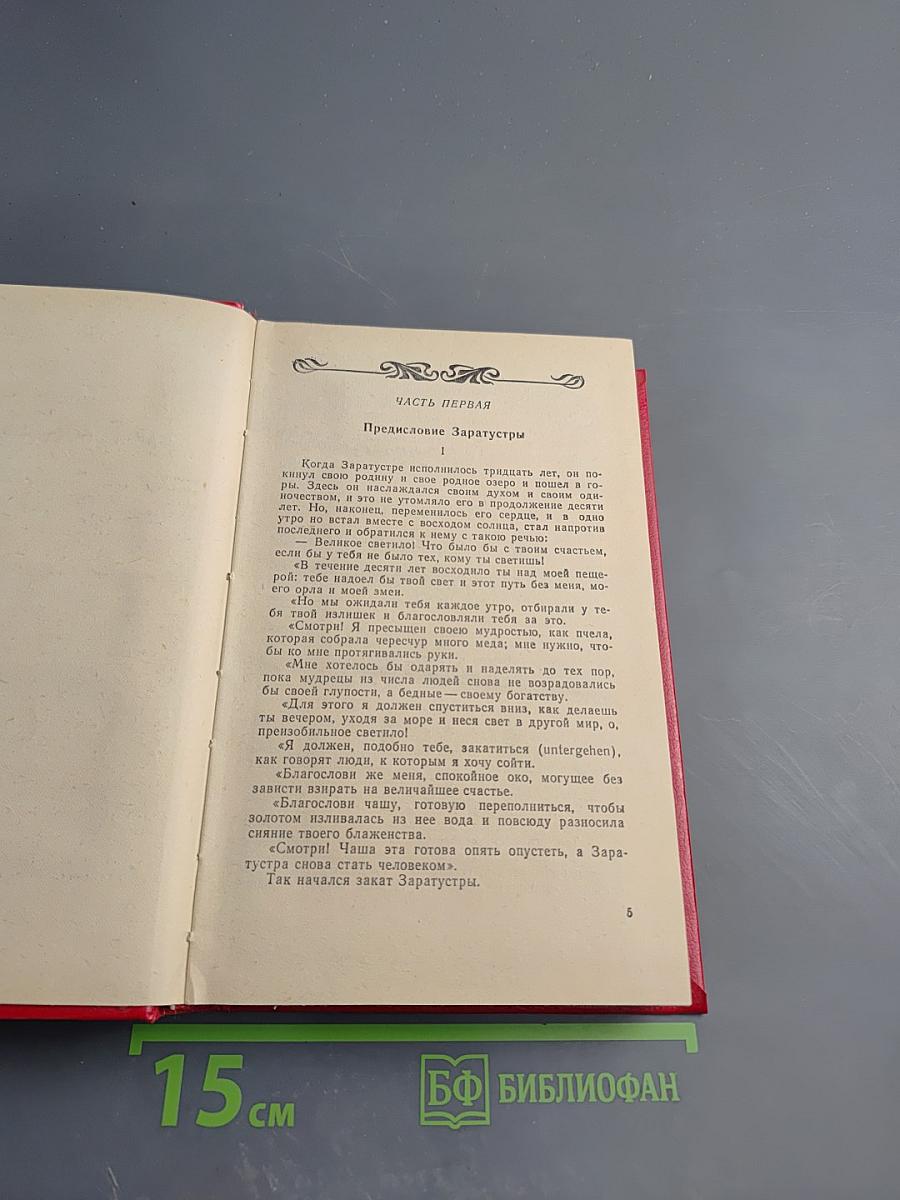 ЧАСТЬ ПЕРВАЯ
Предисловие Заратустры
I
Когда Заратустре исполнилось тридцать лет, он по-
кинул свою родину и свое родное озеро и пошел в го-
ры. Здесь он наслаждался своим духом и своим оди-
ночеством, и это не утомляло его в продолжение десяти
лет. Но, наконец, переменилось его сердце, и в одно
утро но встал вместе с восходом солнца, стал напротив
последнего и обратился к нему с такою речью:
— Великое светило! Что было бы с твоим счастьем,
если бы у тебя не было тех, кому ты светишь!
«В течение десяти лет восходило ты над моей пеще-
рой: тебе надоел бы твой свет и этот путь без меня, мо-
его орла и моей змеи.
«Но мы ожидали тебя каждое утро, отбирали у те-
бя твой излишек и благословляли тебя за это.
«Смотри! Я пресыщен своею мудростью, как пчела,
которая собрала чересчур много меда; мне нужно, что-
бы ко мне протягивались руки.
«Мне хотелось бы одарять и наделять до тех пор,
пока мудрецы из числа людей снова не возрадовались
бы своей глупости, а бедные — своему богатству.
«Для этого я должен спуститься вниз, как делаешь
ты вечером, уходя за море и неся свет в другой мир, о,
преизобильное светило!
«Я должен, подобно тебе, закатиться (untergehen),
как говорят люди, к которым я хочу сойти.
«Благослови же меня, спокойное око, могущее без
зависти взирать на величайшее счастье.
«Благослови чашу, готовую переполниться, чтобы
золотом изливалась из нее вода и повсюду разносила
сияние твоего блаженства.
«Смотри! Чаша эта готова опять опустеть, а Зара-
тустра снова стать человеком».
Так начался закат Заратустры.
5
15 см
БФ БИБЛИОФАН